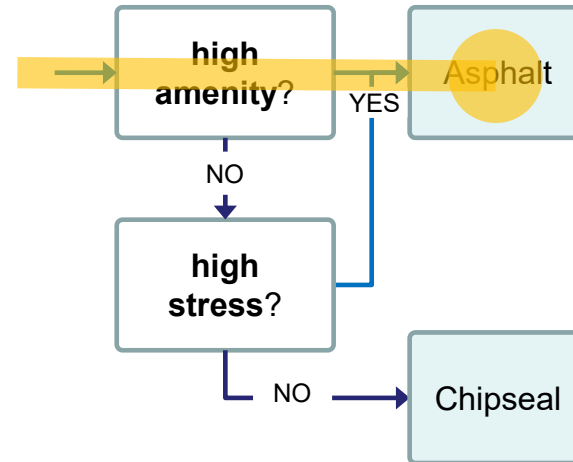 high
amenity?
Asphalt
YES
NO
high
stress?
NO
Chipseal